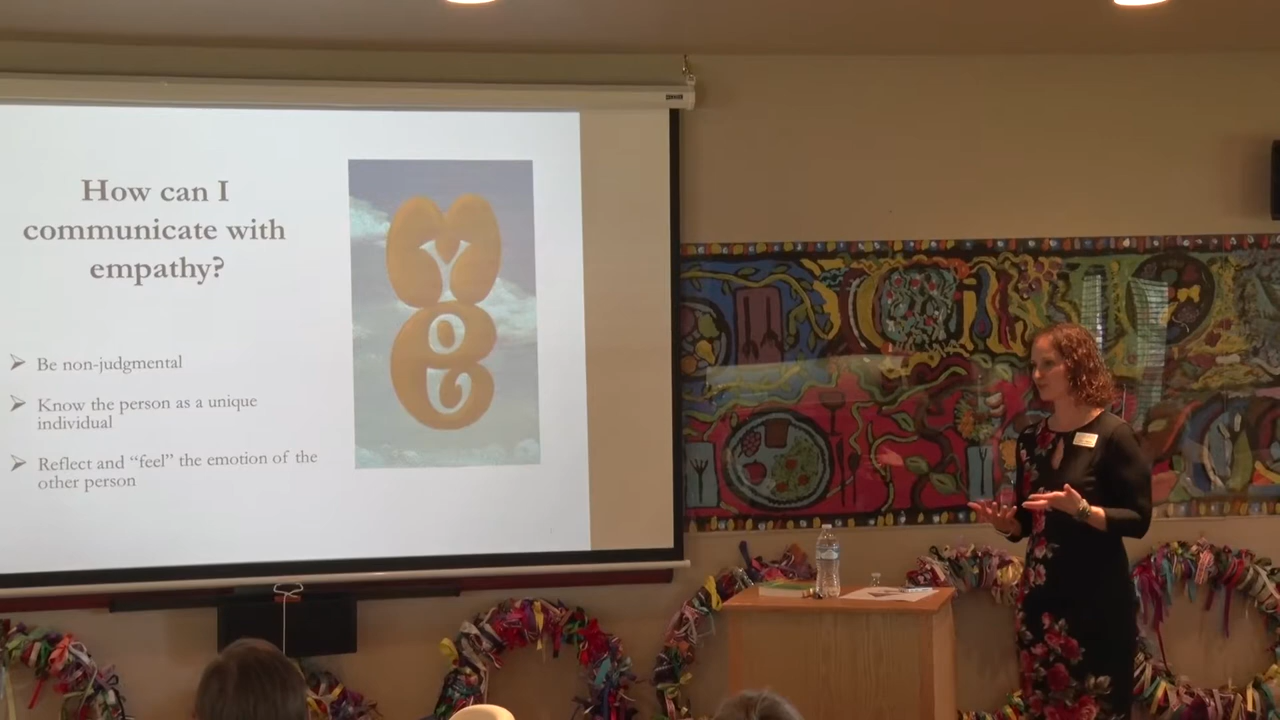 How can I
communicate with
empathy?
Be non-judgmental
Know the person as a unique
individual
Reflect and “feel” the emotion of the
other person
YOU